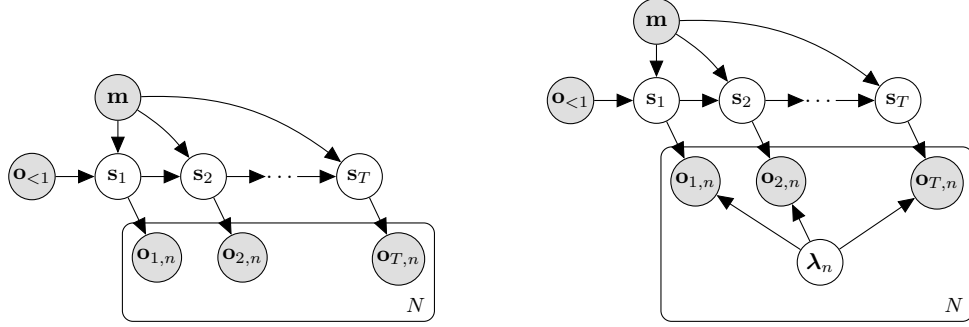 m
o<1 s1 s2 ··· sT
o1,n o2,n oT,n
N
m
o<1 s1 s2 ··· sT
o1,n o2,n oT,n
λn
N